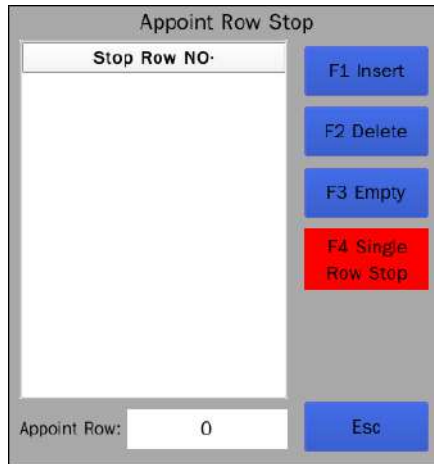 Appoint Row Stop
Stop Row NO·
F1 Insert
F2 Delete
F3 Empty
F4 Single
Row Stop
Appoint Row:
0
Esc